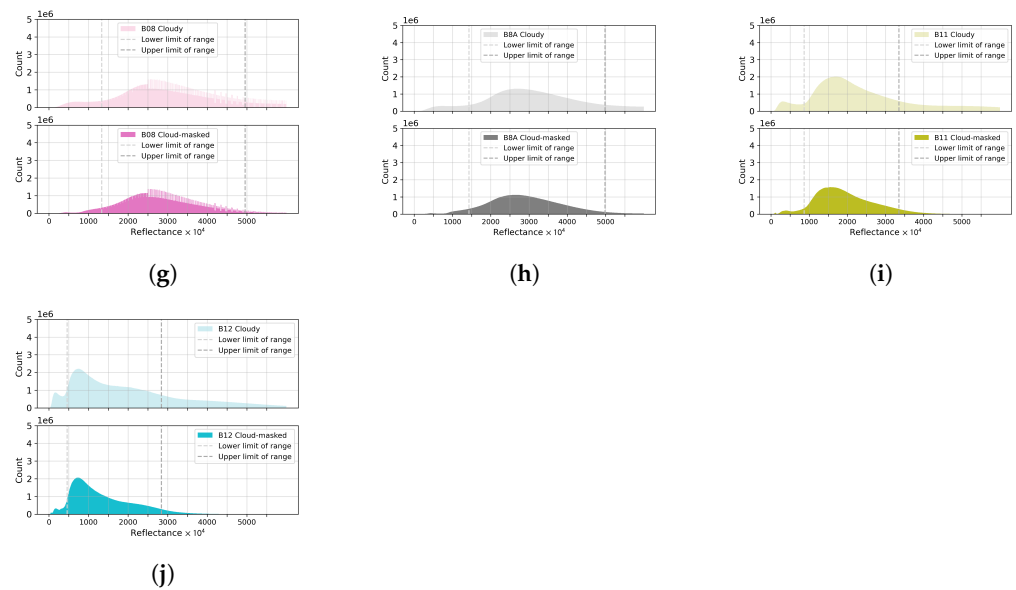 1e6
5
4
3
2
1
0
Count
B08 Cloudy
Lower limit of range
Upper limit of range
1e6
5
4
3
2
1
0
Count
B08 Cloud-masked
Lower limit of range
Upper limit of range
0 1000 2000 3000 4000 5000
Reflectance × 10⁴
(g)
1e6
5
4
3
2
1
0
Count
B8A Cloudy
Lower limit of range
Upper limit of range
1e6
5
4
3
2
1
0
Count
B8A Cloud-masked
Lower limit of range
Upper limit of range
0 1000 2000 3000 4000 5000
Reflectance × 10⁴
(h)
1e6
5
4
3
2
1
0
Count
B11 Cloudy
Lower limit of range
Upper limit of range
1e6
5
4
3
2
1
0
Count
B11 Cloud-masked
Lower limit of range
Upper limit of range
0 1000 2000 3000 4000 5000
Reflectance × 10⁴
(i)
1e6
5
4
3
2
1
0
Count
B12 Cloudy
Lower limit of range
Upper limit of range
1e6
5
4
3
2
1
0
Count
B12 Cloud-masked
Lower limit of range
Upper limit of range
0 1000 2000 3000 4000 5000
Reflectance × 10⁴
(j)